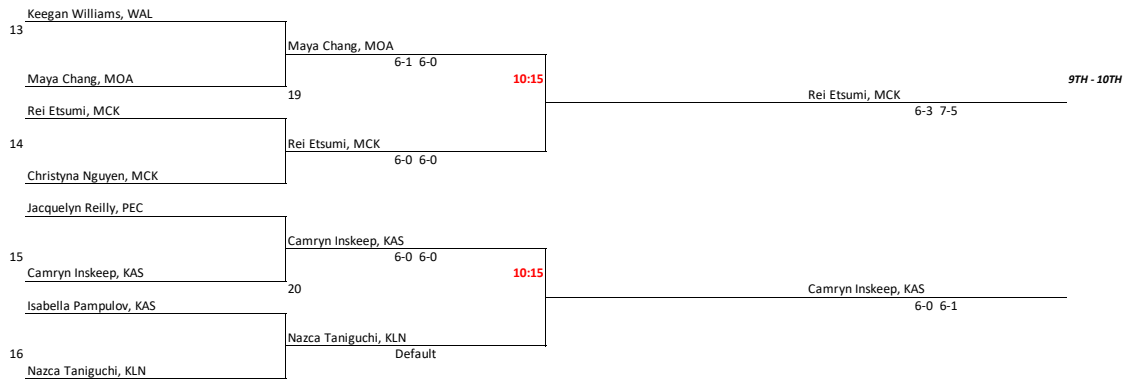 Keegan Williams, WAL
13
Maya Chang, MOA
6-1 6-0
Maya Chang, MOA
10:15
9TH - 10TH
19
Rei Etsumi, MCK
6-3 7-5
Rei Etsumi, MCK
14
Rei Etsumi, MCK
6-0 6-0
Christyna Nguyen, MCK
Jacquelyn Reilly, PEC
Camryn Inskeep, KAS
15
6-0 6-0
Camryn Inskeep, KAS
10:15
20
Camryn Inskeep, KAS
Isabella Pampulov, KAS
6-0 6-1
Nazca Taniguchi, KLN
16
Default
Nazca Taniguchi, KLN